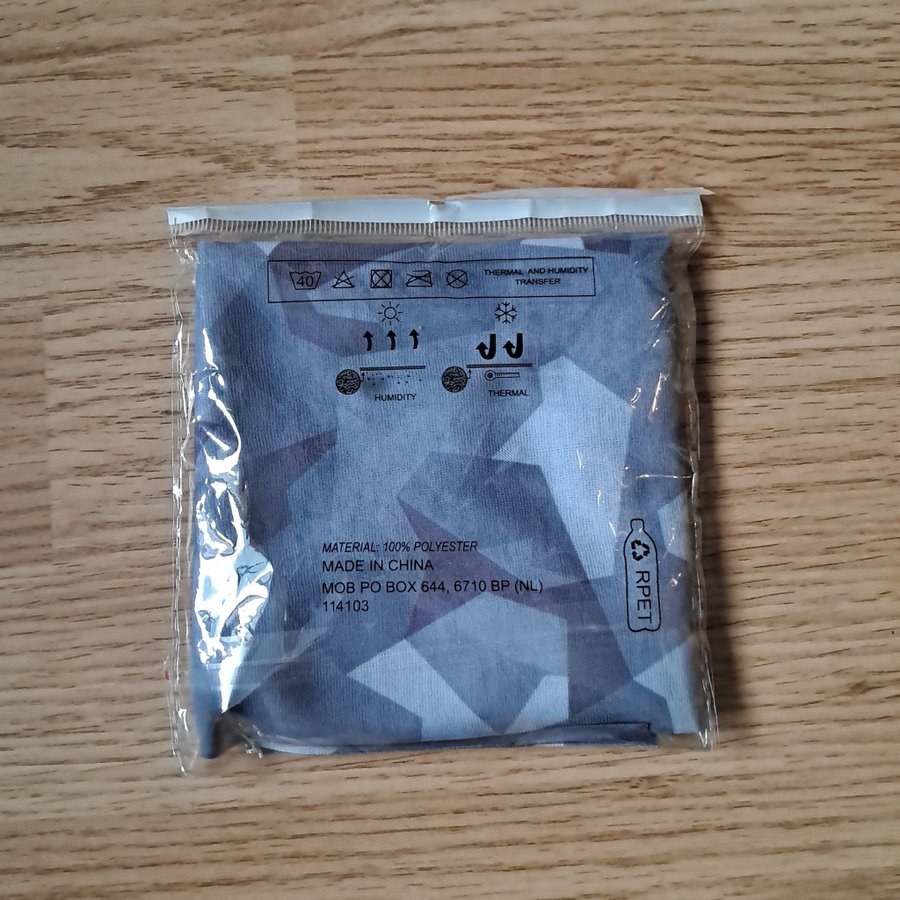 40
THERMAL AND HUMIDITY
TRANSFER
HUMIDITY
THERMAL
MATERIAL: 100% POLYESTER
MADE IN CHINA
MOB PO BOX 644, 6710 BP (NL)
114103
RPET